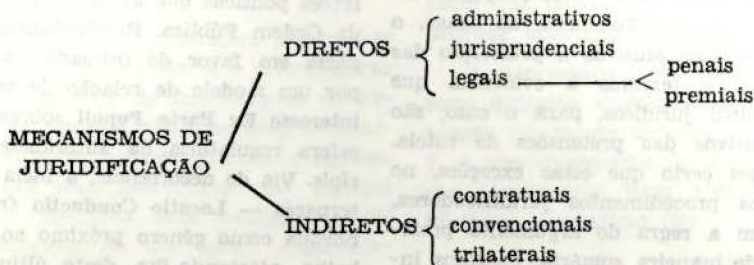 administrativos
DIRETOS
jurisprudenciais
legais
penais
premiais
MECANISMOS DE
JURIDIFICAÇÃO
contratuais
INDIRETOS
convencionais
trilaterais